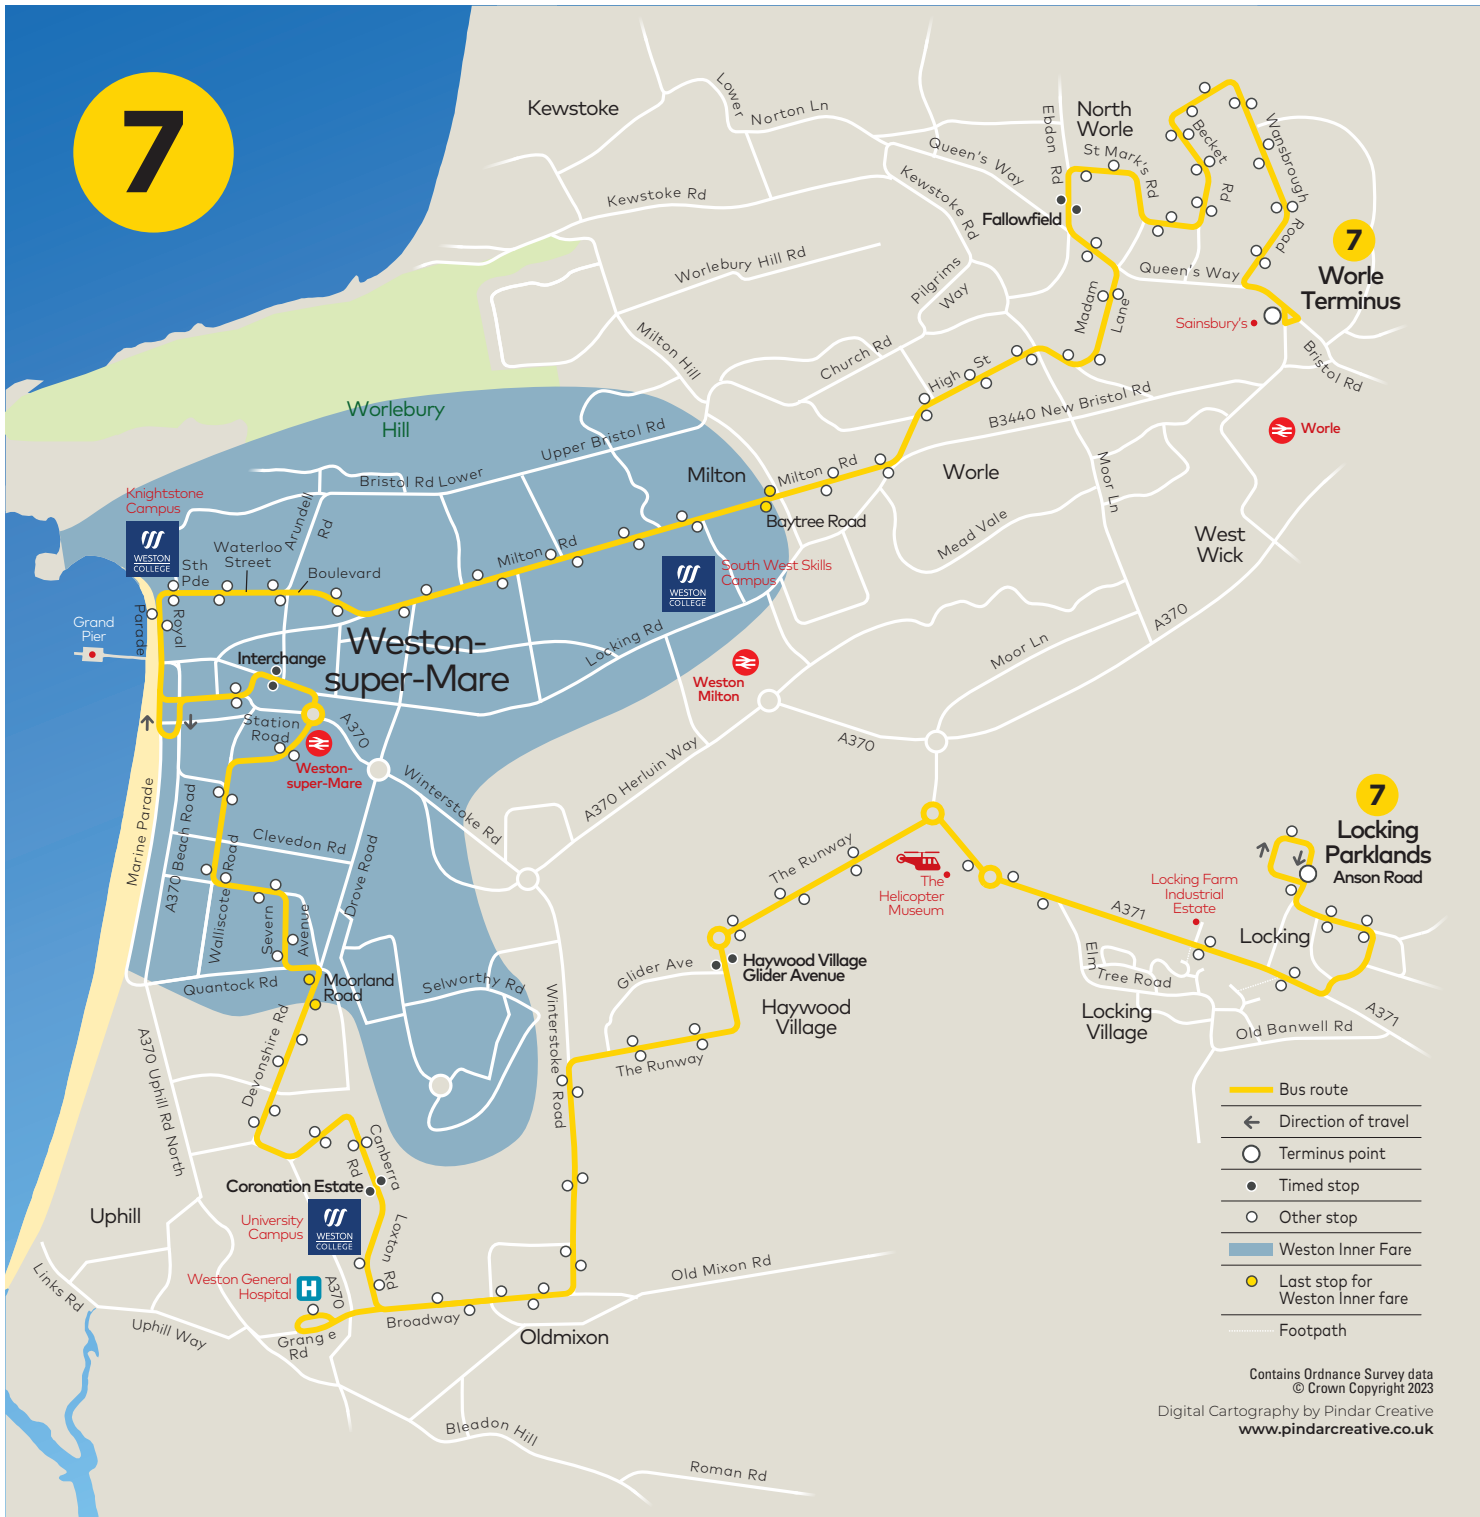 7
Kewstoke
Lower
Norton Ln
Queen's Way
Ebdon Rd
North
Worle
St Mark's Rd
Becket
Rd
Wansbrough
Road
Kewstoke Rd
Kewstoke Rd
Fallowfield
7
Worle
Terminus
Queen's Way
Sainsbury's
Bristol Rd
Worlebury Hill Rd
Pilgrims
Way
Madam
Lane
Milton Hill
Church Rd
High St
B3440 New Bristol Rd
Worle
Worlebury
Hill
Upper Bristol Rd
Bristol Rd Lower
Milton
Milton Rd
Worle
Moor Ln
Baytree Road
Mead Vale
West
Wick
Knightstone
Campus
WESTON
COLLEGE
Arundell
Rd
Waterloo
Street
Sth
Pde
Boulevard
Milton Rd
South West Skills
Campus
WESTON
COLLEGE
Royal
Parade
Grand
Pier
Weston-
super-Mare
Interchange
Locking Rd
Weston
Milton
Moor Ln
A370
Station
Road
A370
Weston-
super-Mare
A370
A370 Herluin Way
Winterstoke Rd
Marine Parade
A370 Beach Road
Clevedon Rd
Walliscote
Road
Drove Road
Severn
Avenue
Quantock Rd
Moorland
Road
Selworthy Rd
The Runway
The
Helicopter
Museum
7
Locking
Parklands
Anson Road
Locking Farm
Industrial
Estate
A371
Locking
Haywood Village
Glider Avenue
Glider Ave
Haywood
Village
The Runway
Elm
Tree Road
Locking
Village
Old Banwell Rd
A371
Winterstoke
Road
Devonshire Rd
A370 Uphill Rd North
Canberra
Rd
Coronation Estate
University
Campus
WESTON
COLLEGE
Loxton
Rd
Uphill
Weston General
Hospital
H
A370
Links Rd
Uphill Way
Grange
Rd
Broadway
Old Mixon Rd
Oldmixon
Bleadon Hill
Roman Rd
Bus route
Direction of travel
Terminus point
Timed stop
Other stop
Weston Inner Fare
Last stop for
Weston Inner fare
Footpath
Contains Ordnance Survey data
© Crown Copyright 2023
Digital Cartography by Pindar Creative
www.pindarcreative.co.uk